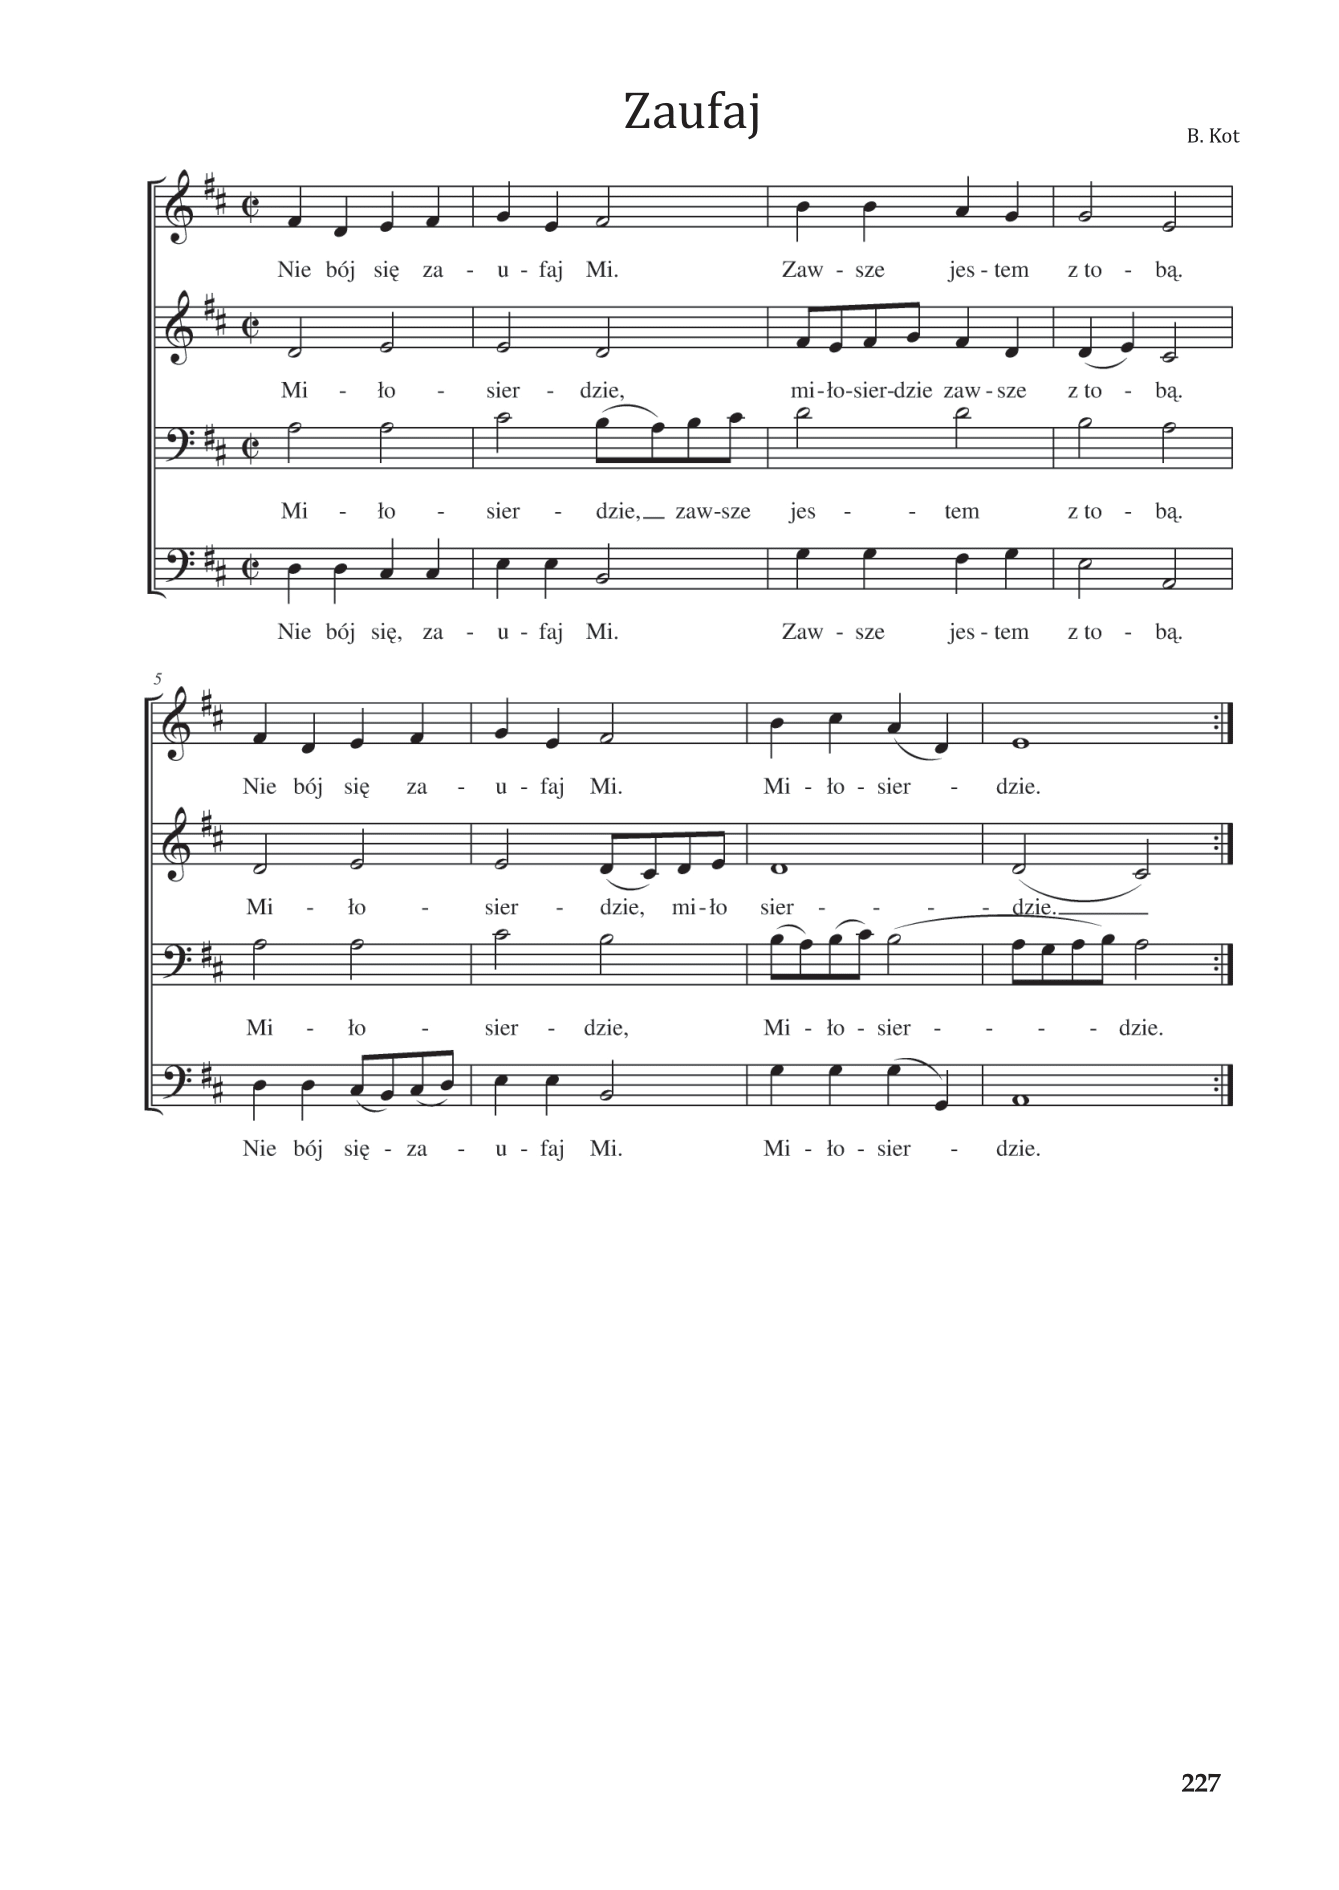 Zaufaj
B. Kot
Nie bój się za - u - faj Mi. Zaw - sze jes - tem z to - bą.
Mi - ło - sier - dzie, mi-ło-sier-dzie zaw - sze z to - bą.
Mi - ło - sier - dzie, zaw-sze jes - - tem z to - bą.
Nie bój się, za - u - faj Mi. Zaw - sze jes - tem z to - bą.
5
Nie bój się za - u - faj Mi. Mi - ło - sier - dzie.
Mi - ło - sier - dzie, mi-ło sier - - - - dzie.
Mi - ło - sier - dzie, Mi - ło - sier - - - - dzie.
Nie bój się - za - u - faj Mi. Mi - ło - sier - dzie.
227